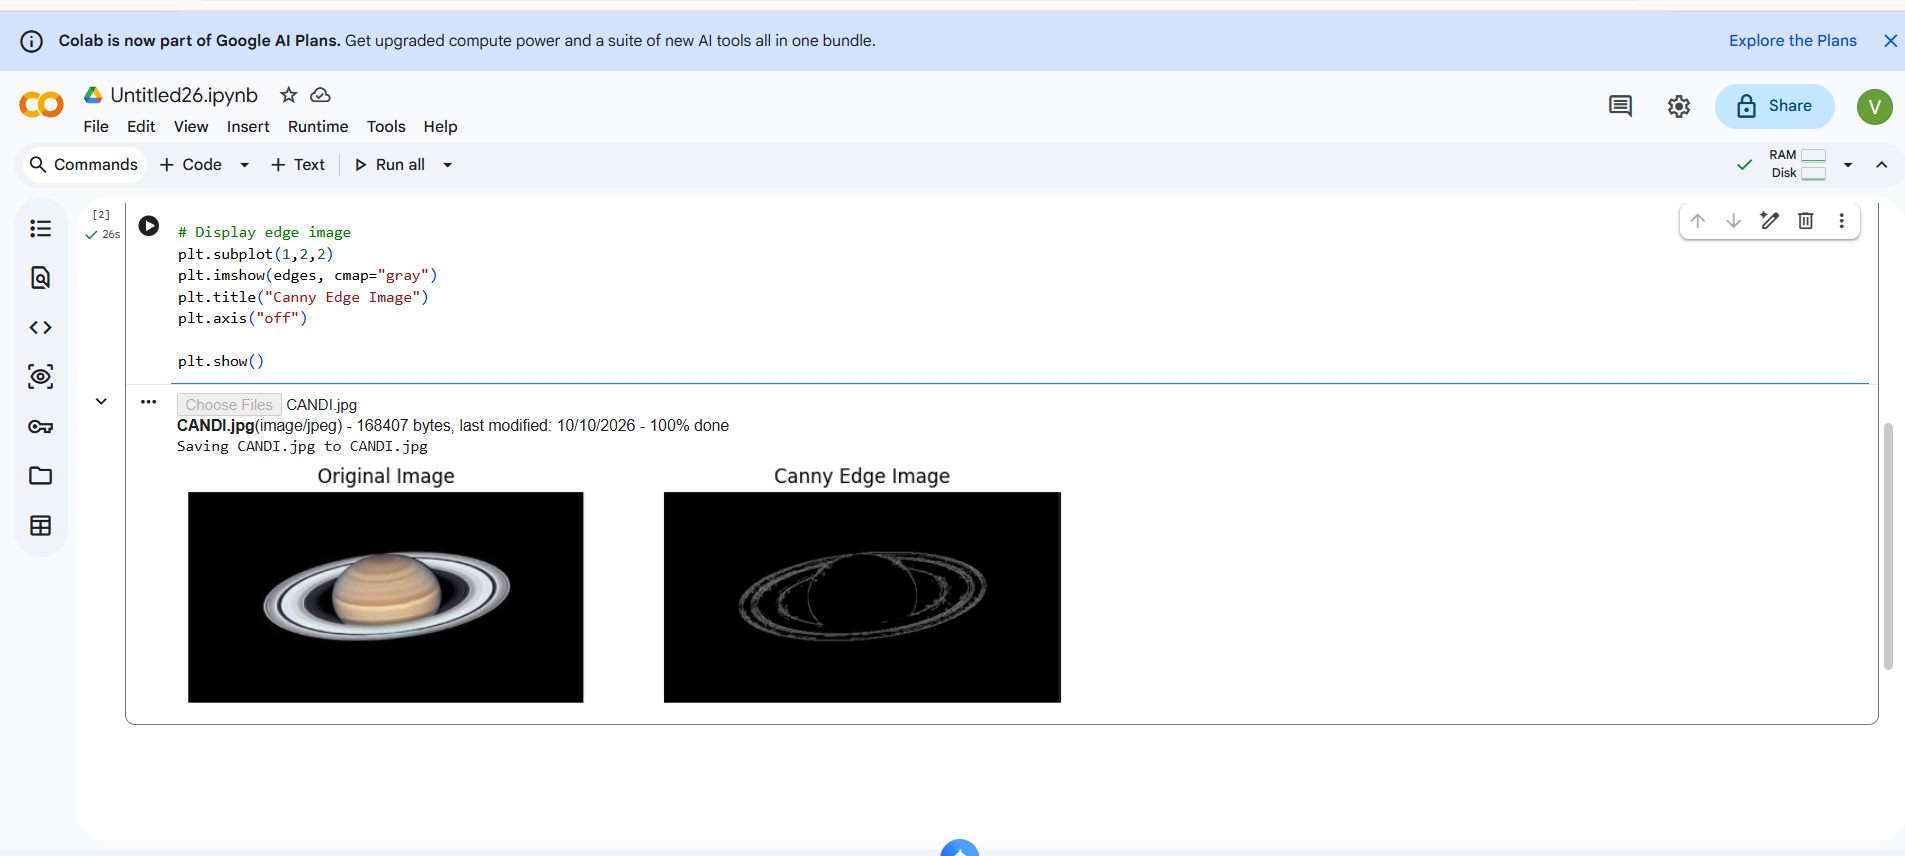 Colab is now part of Google AI Plans. Get upgraded compute power and a suite of new AI tools all in one bundle. Explore the Plans
Untitled26.ipynb
File Edit View Insert Runtime Tools Help
Share
V
Commands + Code + Text Run all
RAM
Disk
[2]
26s
# Display edge image
plt.subplot(1,2,2)
plt.imshow(edges, cmap="gray")
plt.title("Canny Edge Image")
plt.axis("off")
plt.show()
Choose Files CANDI.jpg
CANDI.jpg(image/jpeg) - 168407 bytes, last modified: 10/10/2026 - 100% done
Saving CANDI.jpg to CANDI.jpg
Original Image Canny Edge Image